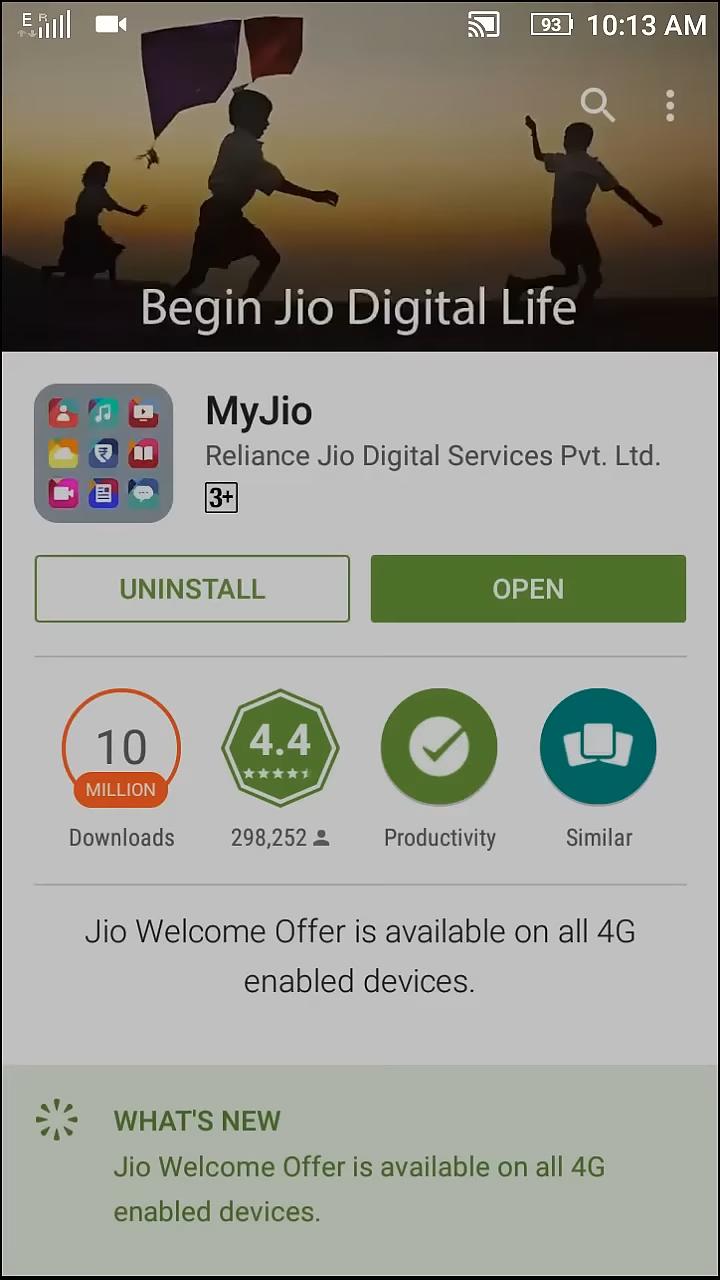 E R 93 10:13 AM
Begin Jio Digital Life
MyJio
Reliance Jio Digital Services Pvt. Ltd.
3+
UNINSTALL OPEN
10 4.4
MILLION
Downloads 298,252 Productivity Similar
Jio Welcome Offer is available on all 4G
enabled devices.
WHAT'S NEW
Jio Welcome Offer is available on all 4G
enabled devices.